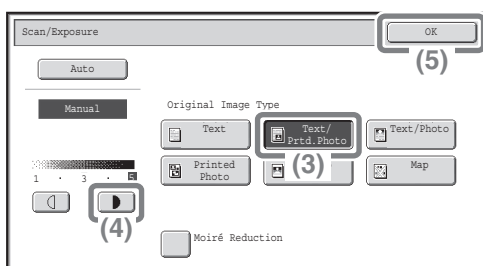 Scan/Exposure
OK
(5)
Auto
Manual
Original Image Type
Text
Text/
Prtd.Photo
Text/Photo
(3)
Printed
Photo
Map
1 · 3 · 5
(4)
Moiré Reduction